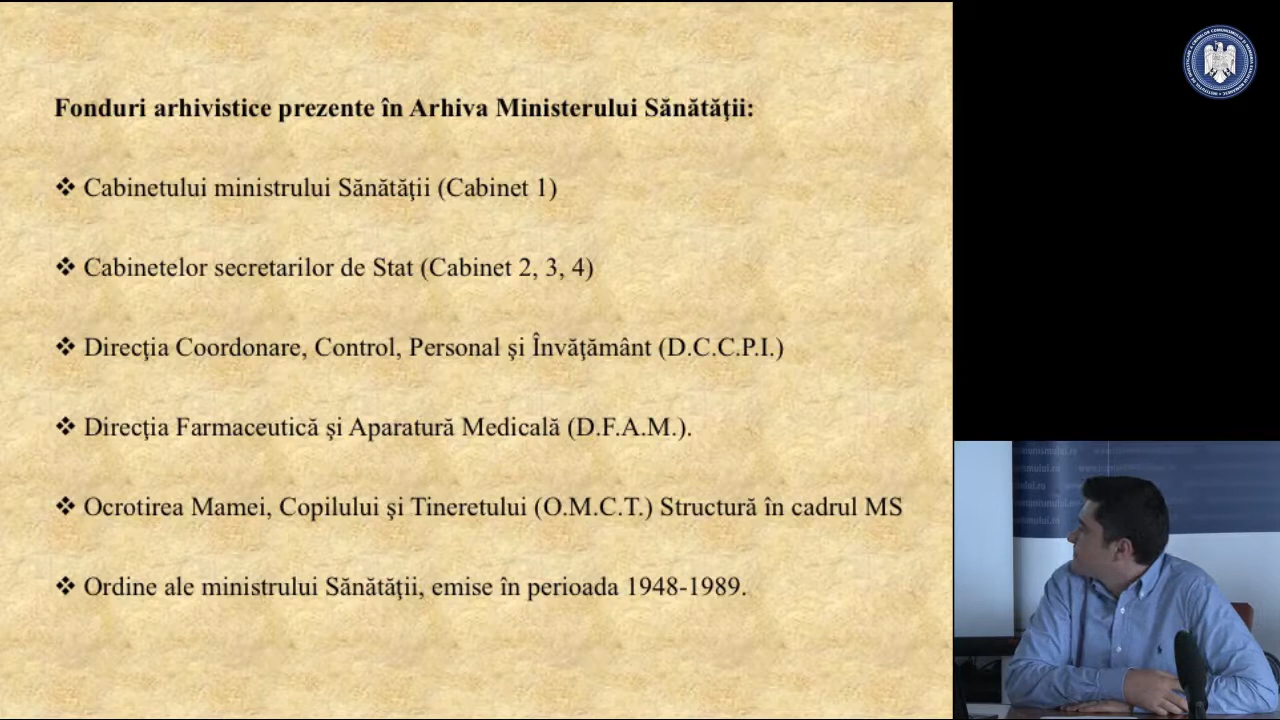 Fonduri arhivistice prezente în Arhiva Ministerului Sănătăţii:
❖ Cabinetului ministrului Sănătăţii (Cabinet 1)
❖ Cabinetelor secretarilor de Stat (Cabinet 2, 3, 4)
❖ Direcţia Coordonare, Control, Personal şi Învăţământ (D.C.C.P.I.)
❖ Direcţia Farmaceutică şi Aparatură Medicală (D.F.A.M.).
❖ Ocrotirea Mamei, Copilului şi Tineretului (O.M.C.T.) Structură în cadrul MS
❖ Ordine ale ministrului Sănătăţii, emise în perioada 1948-1989.